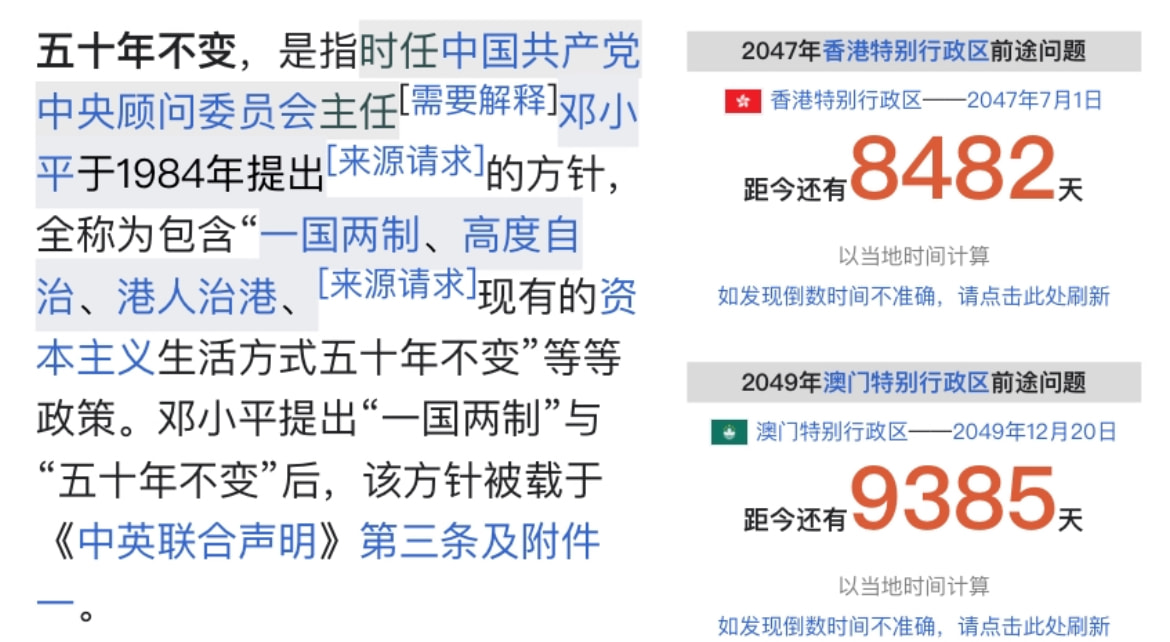 五十年不变，是指时任中国共产党
中央顾问委员会主任[需要解释]邓小
平于1984年提出[来源请求]的方针，
全称为包含“一国两制、高度自
治、港人治港、[来源请求]现有的资
本主义生活方式五十年不变”等等
政策。邓小平提出“一国两制”与
“五十年不变”后，该方针被载于
《中英联合声明》第三条及附件
一。
2047年香港特别行政区前途问题
香港特别行政区——2047年7月1日
距今还有8482天
以当地时间计算
如发现倒数时间不准确，请点击此处刷新
2049年澳门特别行政区前途问题
澳门特别行政区——2049年12月20日
距今还有9385天
以当地时间计算
如发现倒数时间不准确，请点击此处刷新